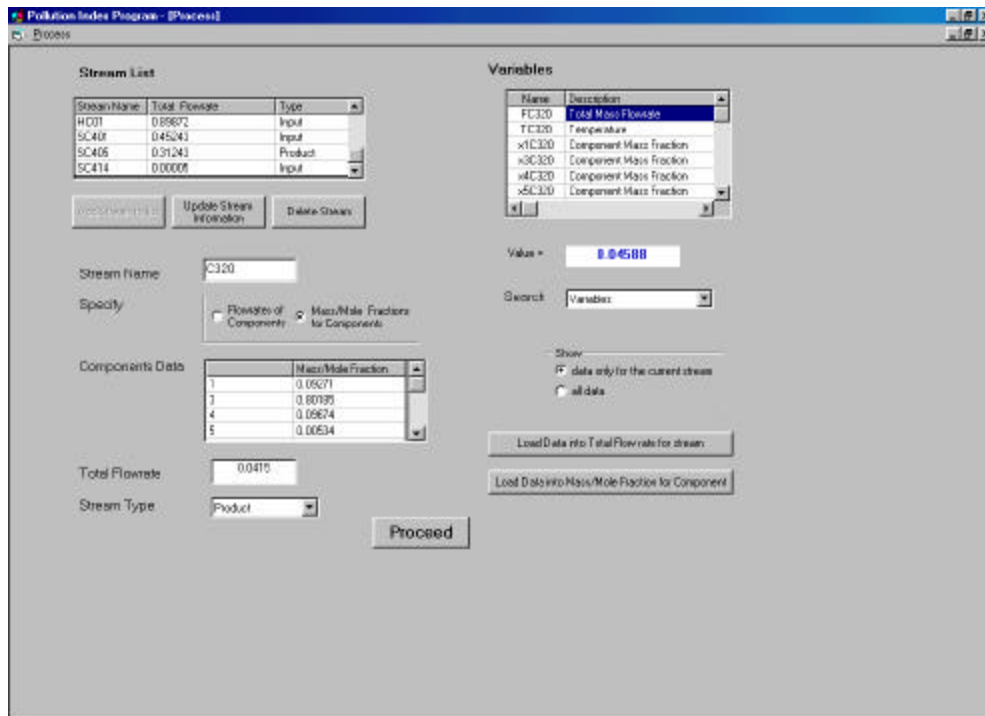 Pollution Index Program - [Process]
Process
Stream List
Stream Name Total Flowrate Type
HC01 0.89872 Input
SC401 0.45243 Input
SC405 0.31243 Product
SC414 0.00005 Input
Update Stream
Information
Delete Stream
Stream Name C320
Specify
Flowrates of
Components
Mass/Mole Fractions
for Components
Components Data
Mass/Mole Fraction
1 0.09271
3 0.80185
4 0.09674
5 0.00534
Total Flowrate 0.0415
Stream Type Product
Proceed
Variables
Name Description
FC320 Total Mass Flowrate
TC320 Temperature
x1C320 Component Mass Fraction
x3C320 Component Mass Fraction
x4C320 Component Mass Fraction
x5C320 Component Mass Fraction
Value = 0.04588
Search Variables
Show
data only for the current stream
all data
Load Data into Total Flow rate for stream
Load Data into Mass/Mole Fraction for Component